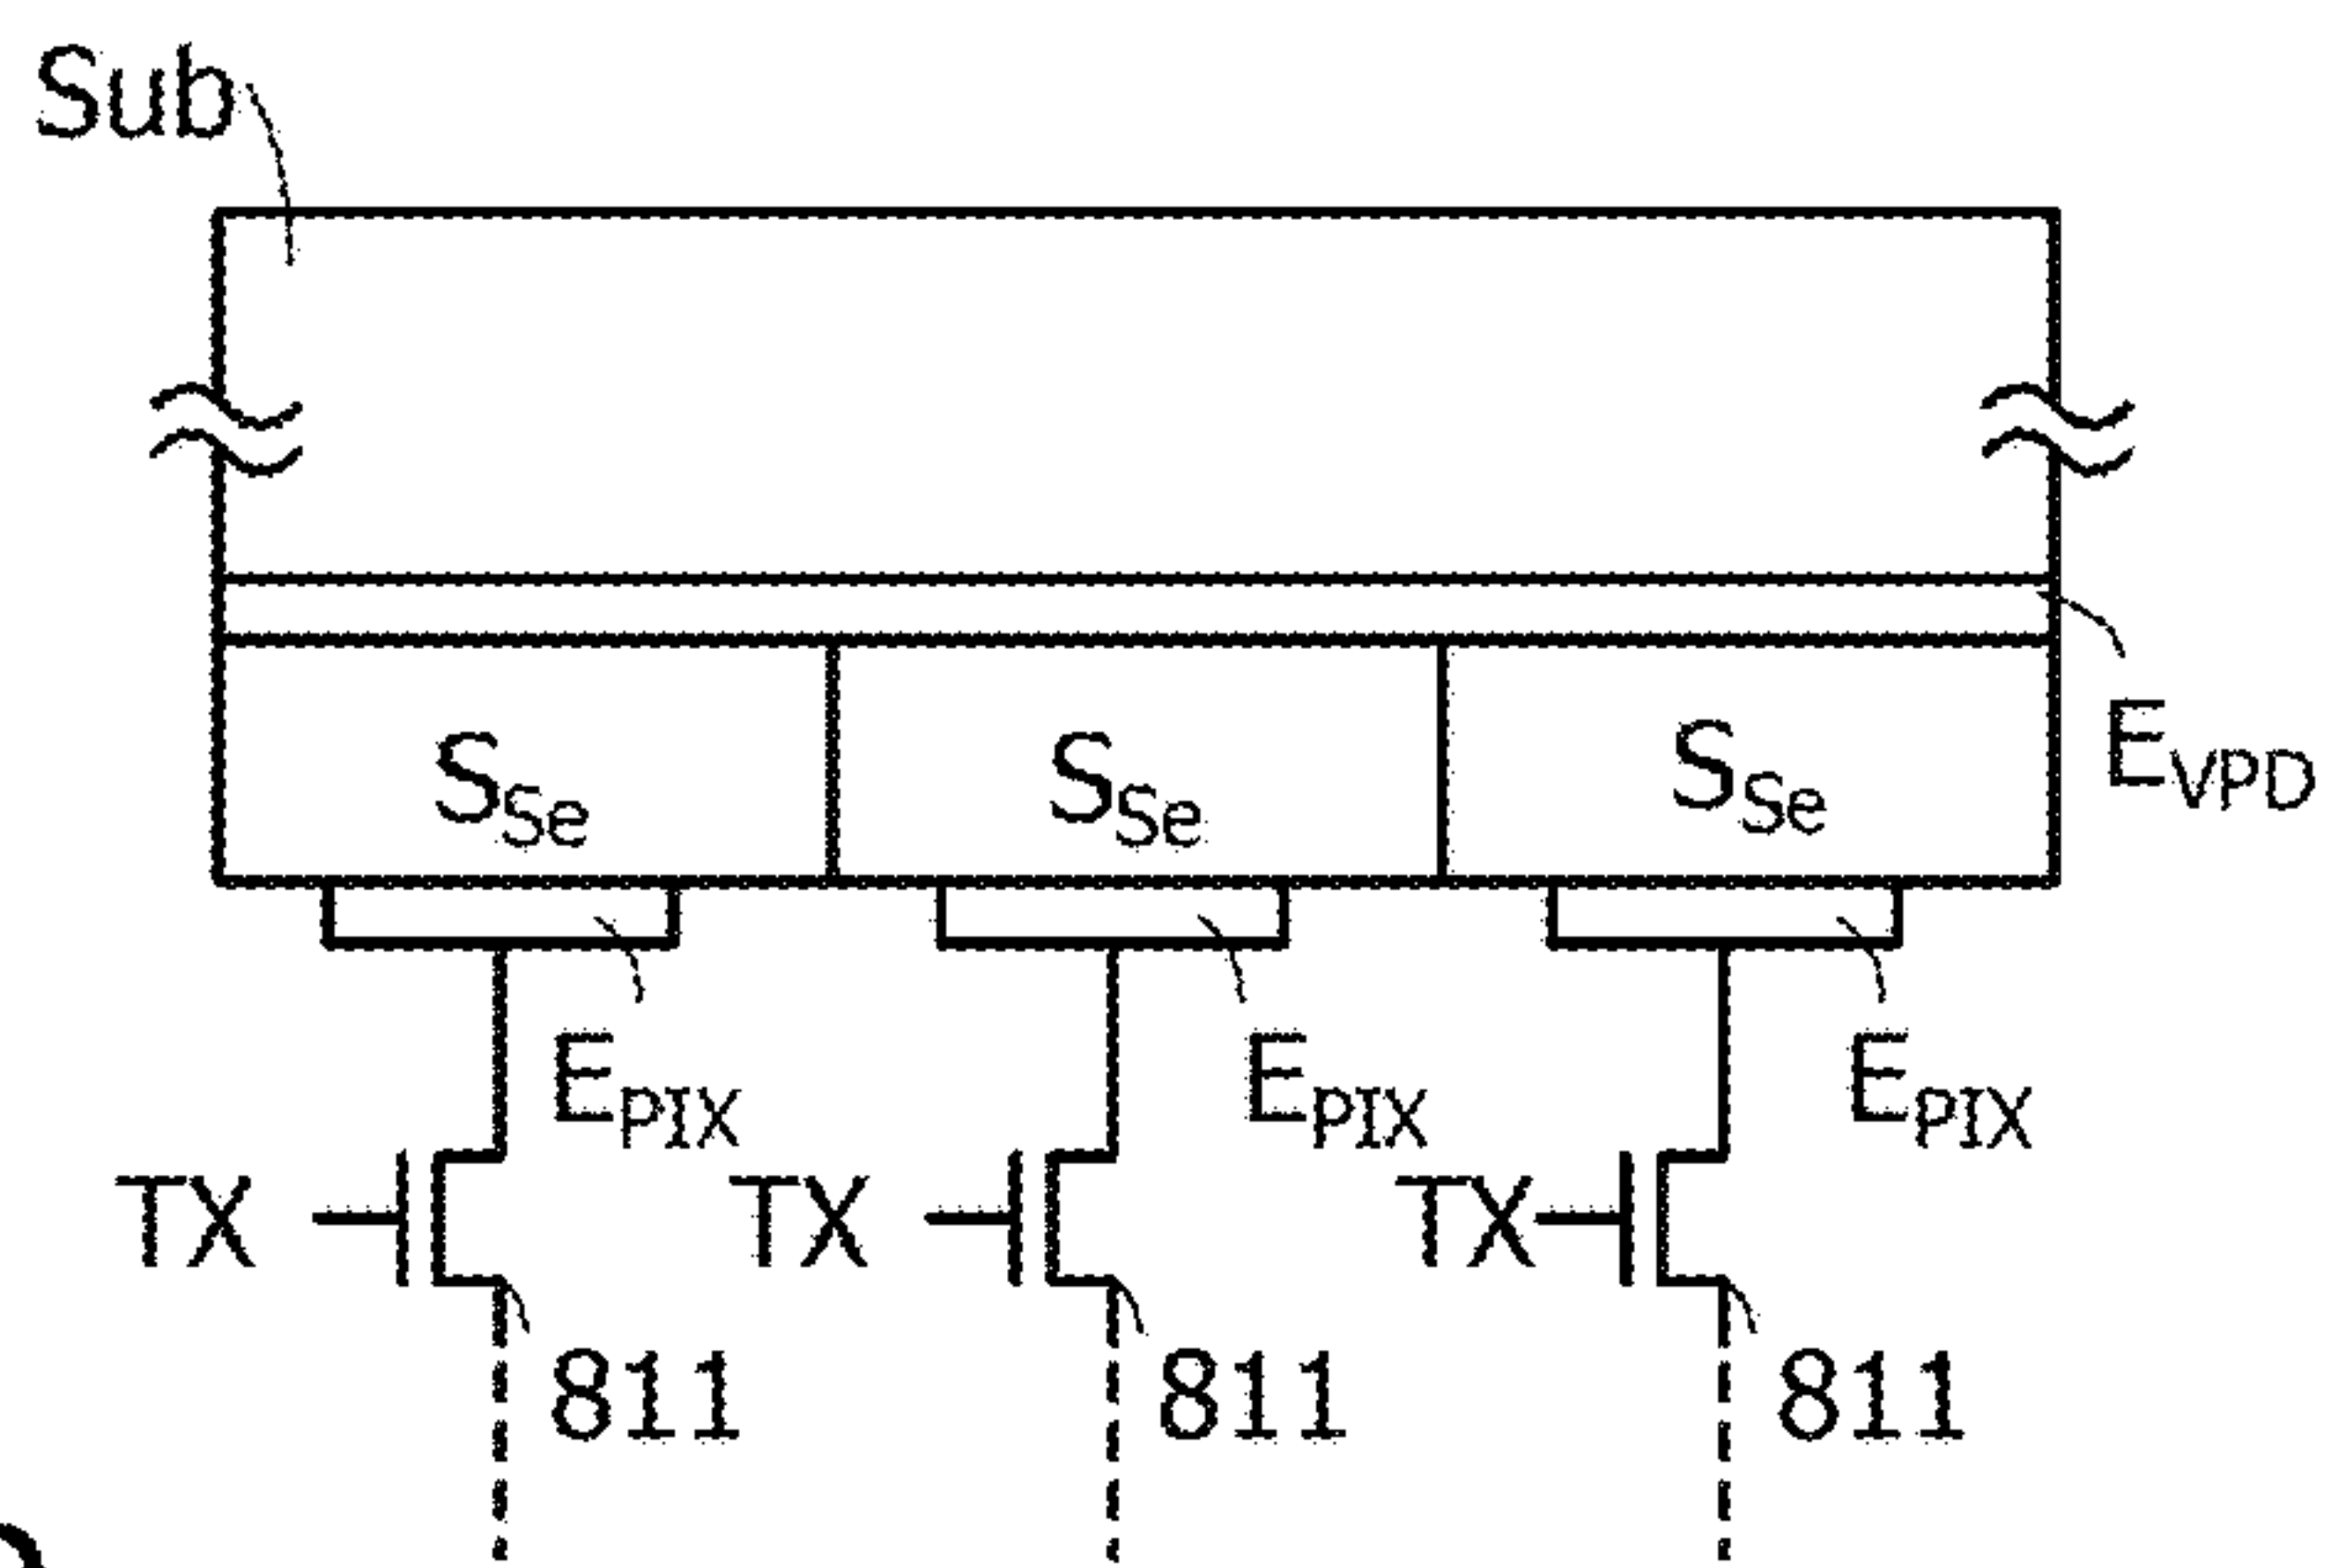 Sub
S_Se S_Se S_Se
E_VPD
E_PIX E_PIX E_PIX
TX TX TX
811 811 811